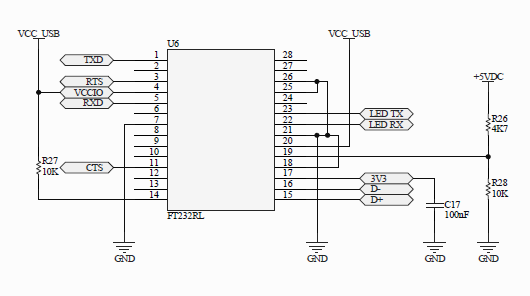 VCC_USB
U6
VCC_USB
TXD
1
28
2
27
+5VDC
RTS
3
26
VCCIO
4
25
RXD
5
24
6
23
LED TX
R26
7
22
LED RX
4K7
8
21
9
20
10
19
R27
CTS
11
18
10K
12
17
3V3
13
16
D-
R28
14
15
D+
10K
C17
100nF
FT232RL
GND
GND
GND
GND